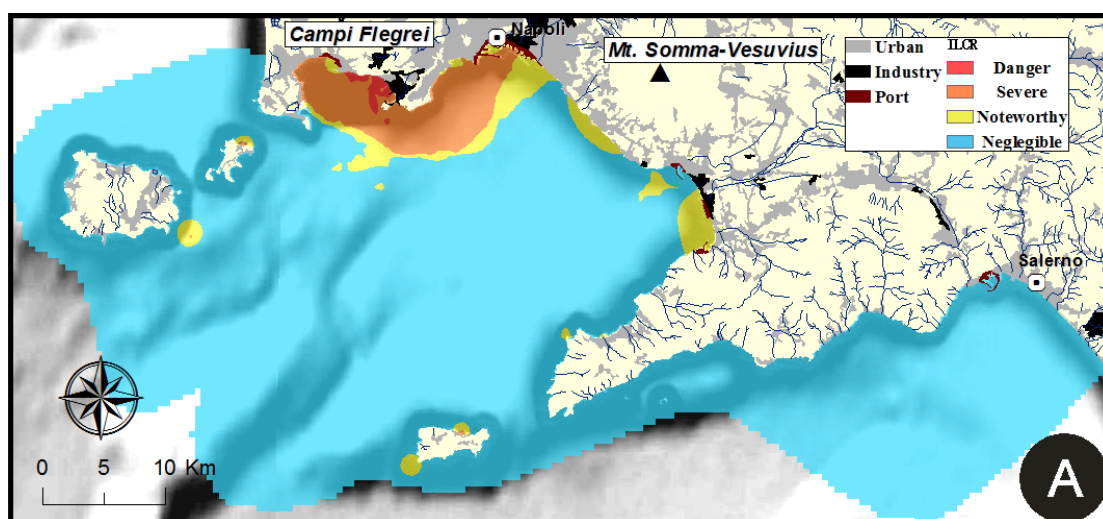 Campi Flegrei
Napoli
Mt. Somma-Vesuvius
Urban
Industry
Port
ILCR
Danger
Severe
Noteworthy
Neglegible
Salerno
0 5 10 Km
A